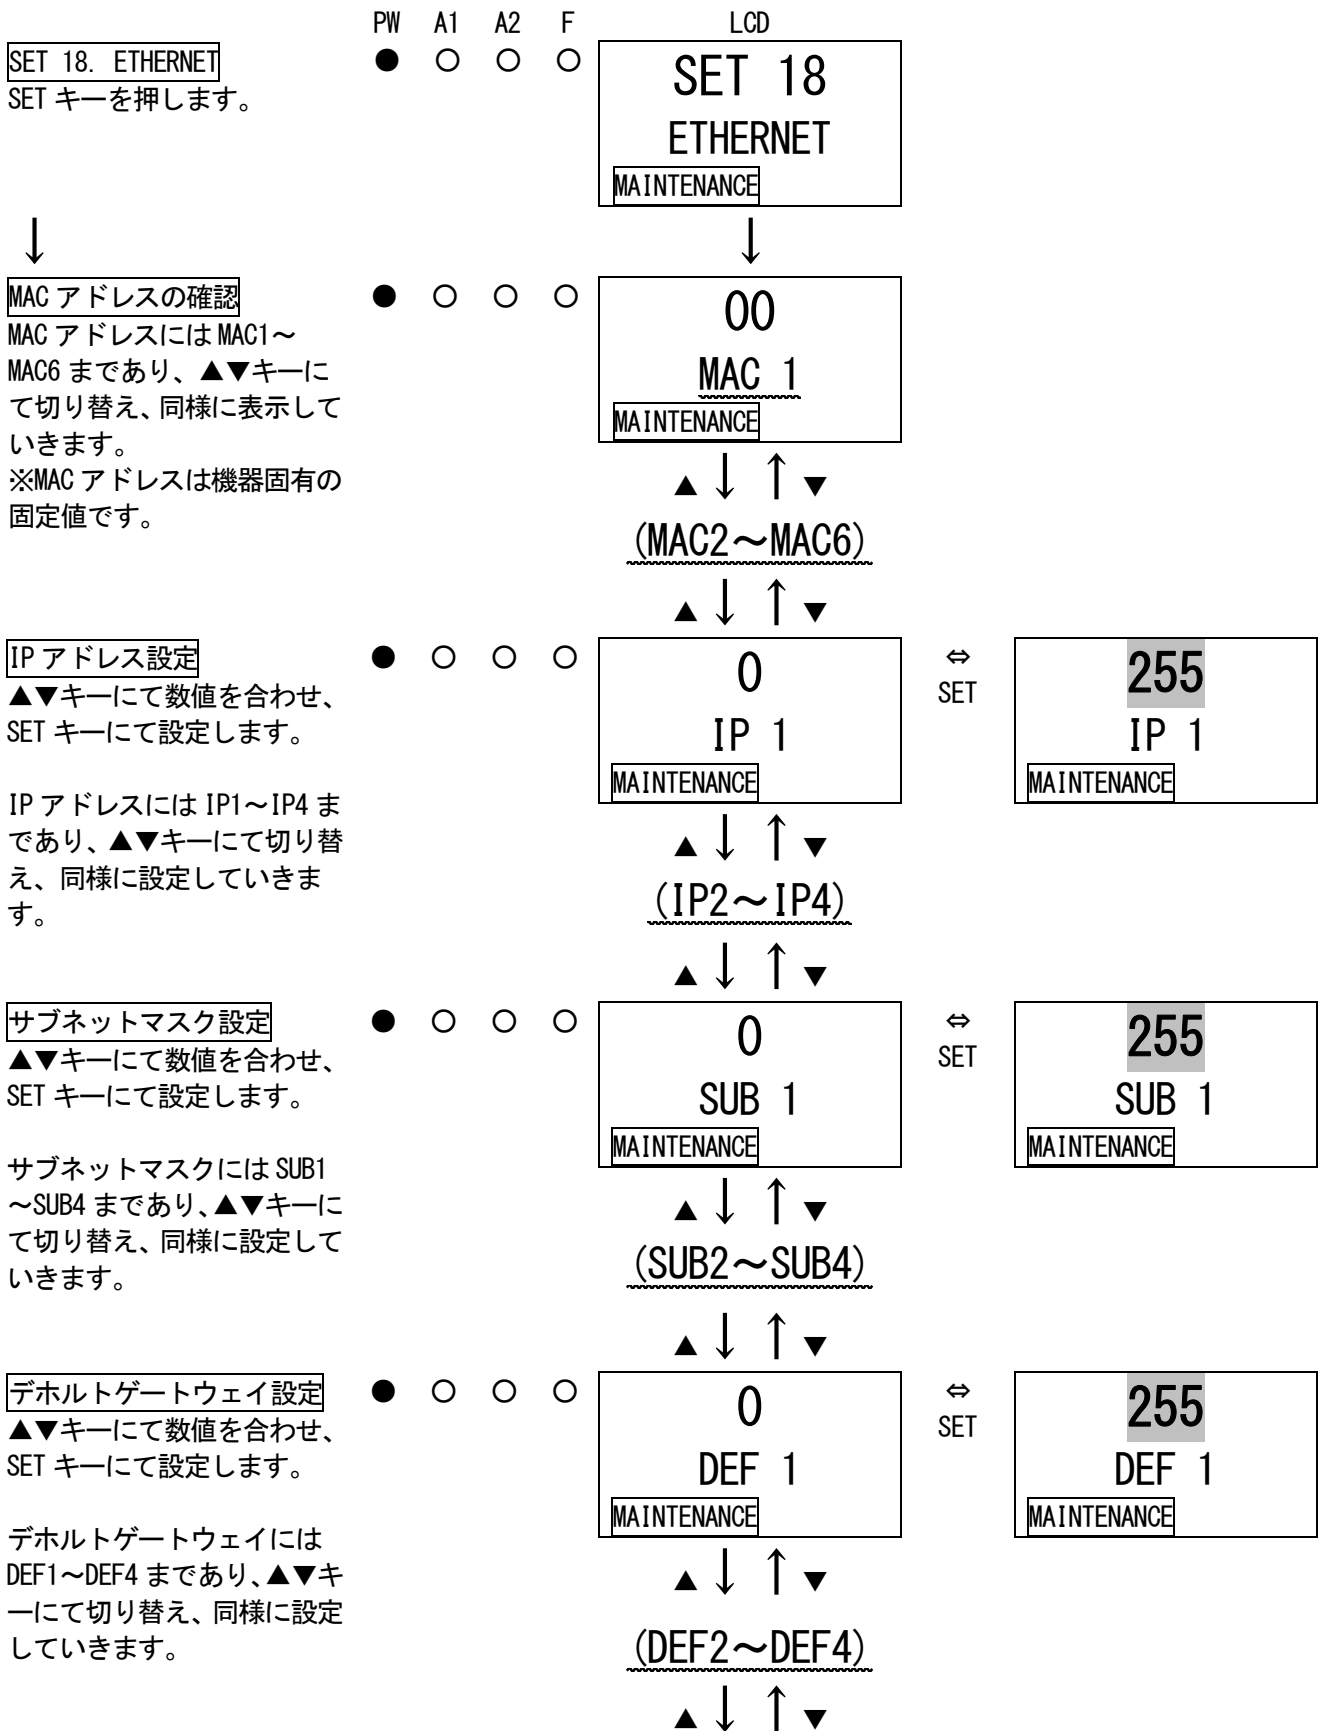 PW A1 A2 F LCD
SET 18. ETHERNET ● ○ ○ ○ SET 18
SET キーを押します。
ETHERNET
MAINTENANCE
↓ ↓
MAC アドレスの確認 ● ○ ○ ○ 00
MAC アドレスには MAC1～
MAC6 まであり、▲▼キーに
て切り替え、同様に表示して
いきます。
※MAC アドレスは機器固有の
固定値です。
MAC 1
MAINTENANCE
▲ ↓ ↑ ▼
(MAC2～MAC6)
▲ ↓ ↑ ▼
IP アドレス設定 ● ○ ○ ○ 0 ⇔ 255
▲▼キーにて数値を合わせ、 SET
SET キーにて設定します。
IP 1 IP 1
MAINTENANCE MAINTENANCE
IP アドレスには IP1～IP4 ま
であり、▲▼キーにて切り替
え、同様に設定していきま
す。
▲ ↓ ↑ ▼
(IP2～IP4)
▲ ↓ ↑ ▼
サブネットマスク設定 ● ○ ○ ○ 0 ⇔ 255
▲▼キーにて数値を合わせ、 SET
SET キーにて設定します。
SUB 1 SUB 1
MAINTENANCE MAINTENANCE
サブネットマスクには SUB1
～SUB4 まであり、▲▼キーに
て切り替え、同様に設定して
いきます。
▲ ↓ ↑ ▼
(SUB2～SUB4)
▲ ↓ ↑ ▼
デホルトゲートウェイ設定 ● ○ ○ ○ 0 ⇔ 255
▲▼キーにて数値を合わせ、 SET
SET キーにて設定します。
DEF 1 DEF 1
MAINTENANCE MAINTENANCE
デホルトゲートウェイには
DEF1～DEF4 まであり、▲▼キ
ーにて切り替え、同様に設定
していきます。
▲ ↓ ↑ ▼
(DEF2～DEF4)
▲ ↓ ↑ ▼